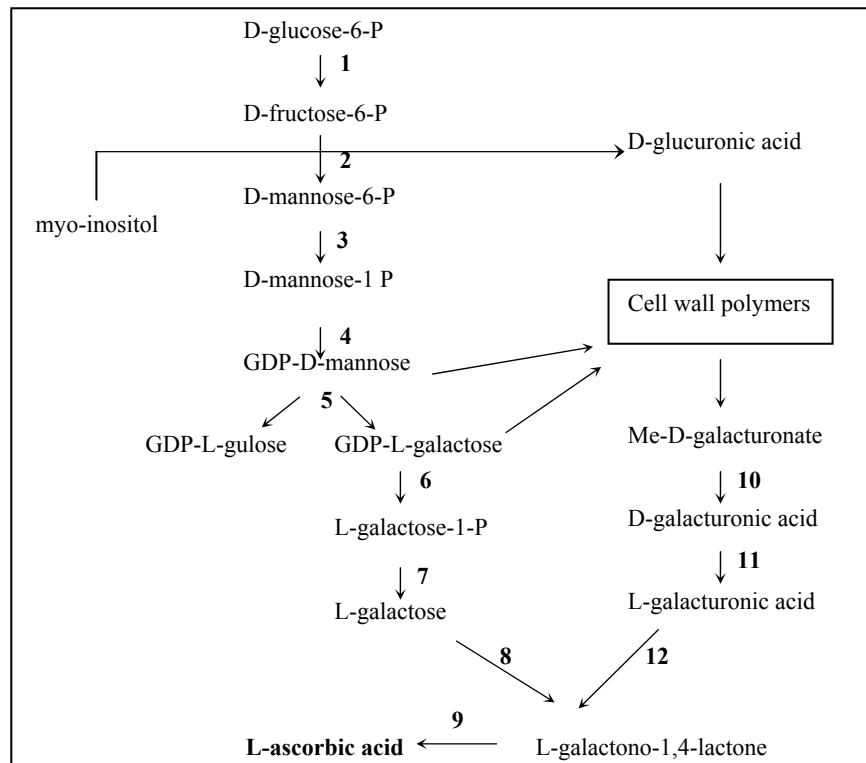 D-glucose-6-P
1
D-fructose-6-P
D-glucuronic acid
2
D-mannose-6-P
myo-inositol
3
D-mannose-1 P
Cell wall polymers
4
GDP-D-mannose
5
GDP-L-gulose
GDP-L-galactose
Me-D-galacturonate
6
10
L-galactose-1-P
D-galacturonic acid
7
11
L-galactose
L-galacturonic acid
8
12
9
L-ascorbic acid
L-galactono-1,4-lactone